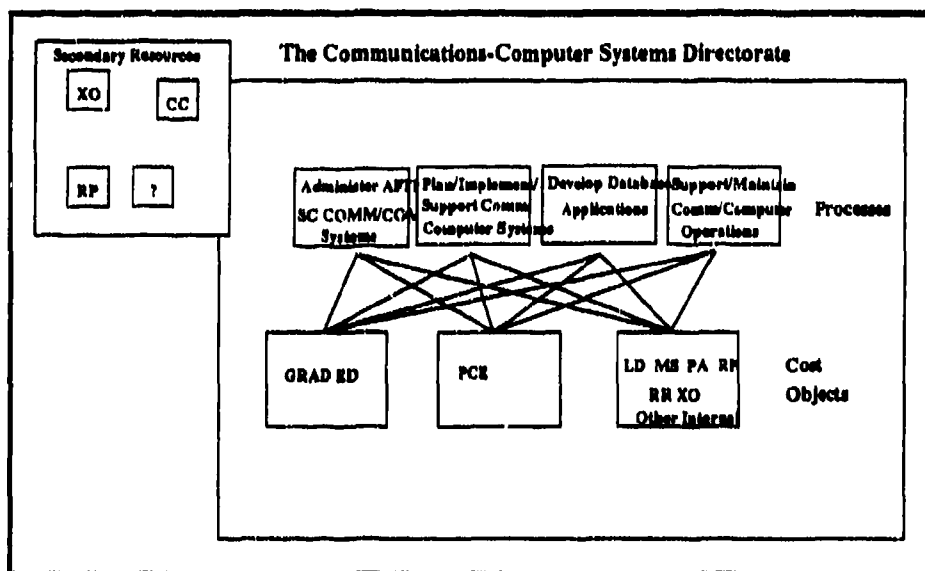 Secondary Resources
The Communications-Computer Systems Directorate
XO
CC
RP
?
Administer AFIT
SC COMM/COM
Systems
Plan/Implement/
Support Comm
Computer Systems
Develop Database
Applications
Support/Maintain
Comm/Computer
Operations
Processes
GRAD ED
PCE
LD MS PA RP
RR XO
Other Internal
Cost
Objects